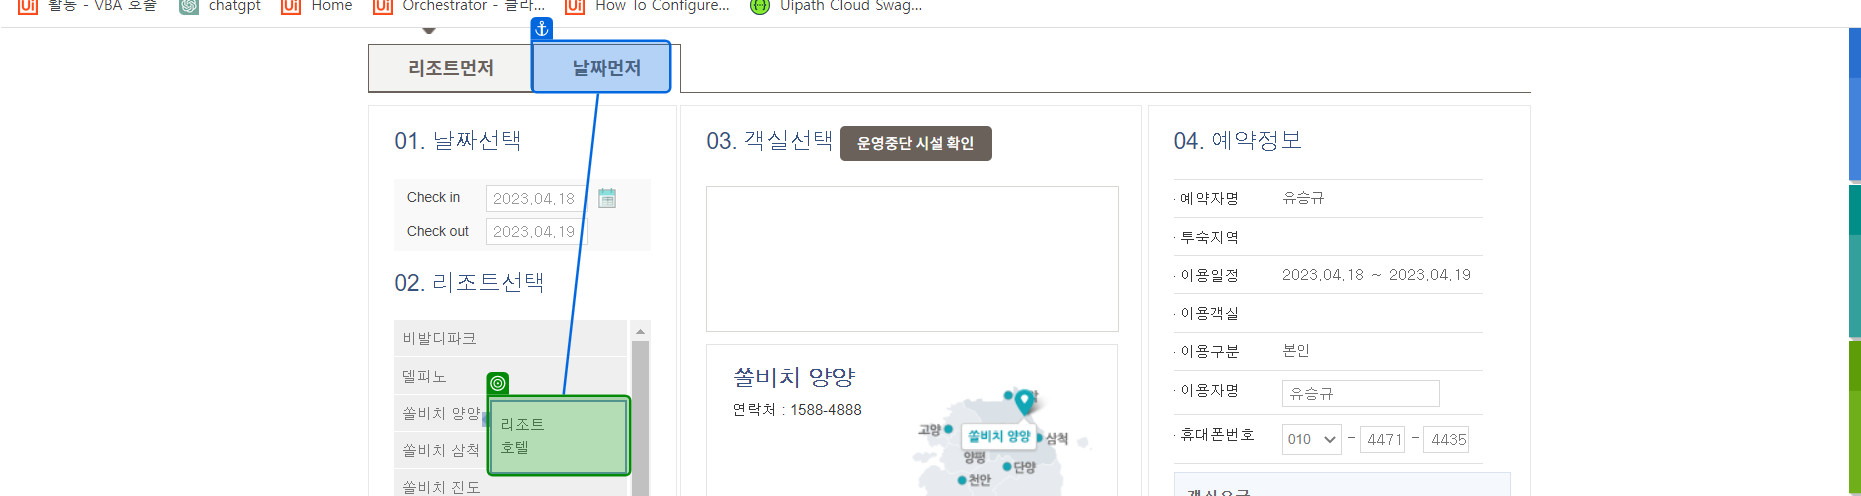 활동 - VBA 호출
chatgpt
Home
Orchestrator - 클라...
How To Configure...
Uipath Cloud Swag...
리조트먼저
날짜먼저
01. 날짜선택
Check in
2023.04.18
Check out
2023.04.19
02. 리조트선택
비발디파크
델피노
쏠비치 양양
쏠비치 삼척
쏠비치 진도
리조트
호텔
03. 객실선택
운영중단 시설 확인
쏠비치 양양
연락처 : 1588-4888
고양
쏠비치 양양
삼척
양평
단양
천안
04. 예약정보
· 예약자명
유승규
· 투숙지역
· 이용일정
2023.04.18 ~ 2023.04.19
· 이용객실
· 이용구분
본인
· 이용자명
유승규
· 휴대폰번호
010 - 4471 - 4435